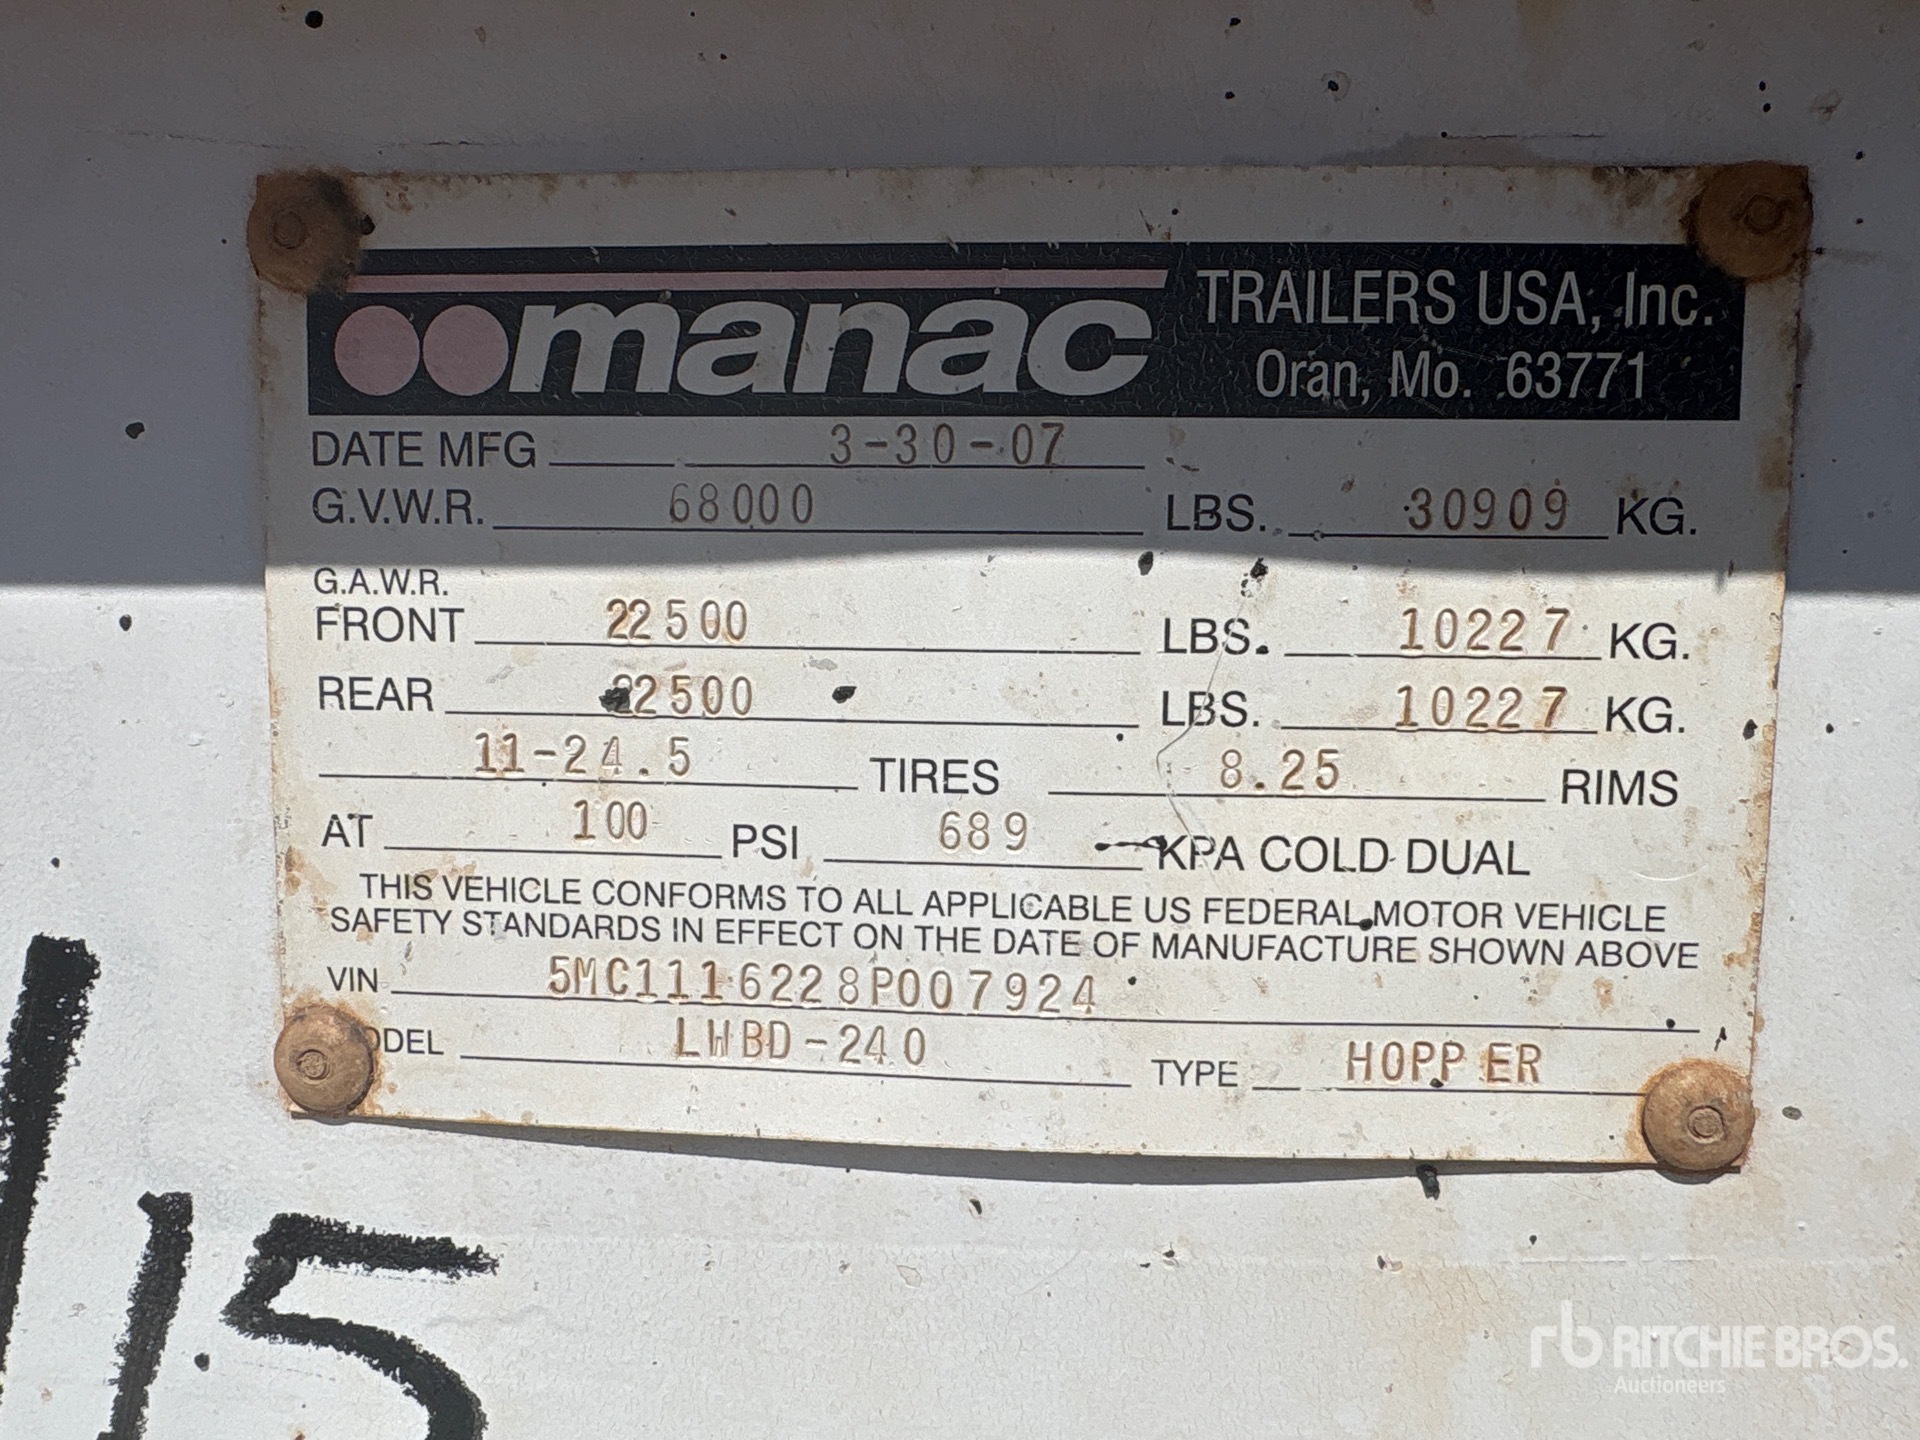 manac TRAILERS USA, Inc.
Oran, Mo. 63771
DATE MFG 3-30-07
G.V.W.R. 68000 LBS. 30909 KG.
G.A.W.R.
FRONT 22500 LBS. 10227 KG.
REAR 22500 LBS. 10227 KG.
11-24.5 TIRES 8.25 RIMS
AT 100 PSI 689 KPA COLD DUAL
THIS VEHICLE CONFORMS TO ALL APPLICABLE US FEDERAL MOTOR VEHICLE
SAFETY STANDARDS IN EFFECT ON THE DATE OF MANUFACTURE SHOWN ABOVE
VIN 5MC1116228P007924
MODEL LWBD-240 TYPE HOPPER
15
rb RITCHIE BROS.
Auctioneers